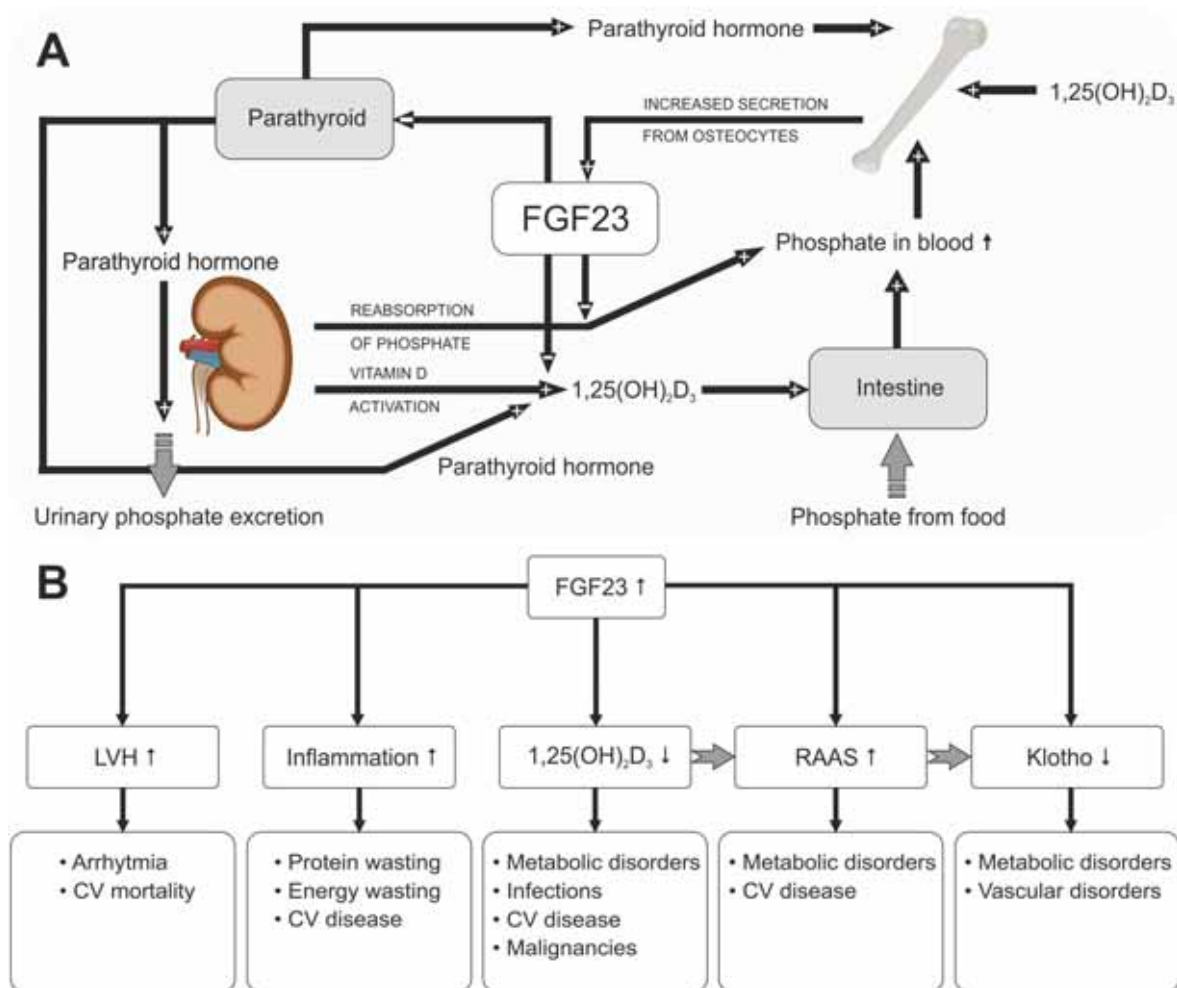 A
Parathyroid hormone
Parathyroid
INCREASED SECRETION
FROM OSTEOCYTES
1,25(OH)₂D₃
FGF23
Parathyroid hormone
Phosphate in blood ↑
REABSORPTION
OF PHOSPHATE
VITAMIN D
ACTIVATION
1,25(OH)₂D₃
Intestine
Parathyroid hormone
Urinary phosphate excretion
Phosphate from food
B
FGF23 ↑
LVH ↑
Inflammation ↑
1,25(OH)₂D₃ ↓
RAAS ↑
Klotho ↓
• Arrhytmia
• CV mortality
• Protein wasting
• Energy wasting
• CV disease
• Metabolic disorders
• Infections
• CV disease
• Malignancies
• Metabolic disorders
• CV disease
• Metabolic disorders
• Vascular disorders